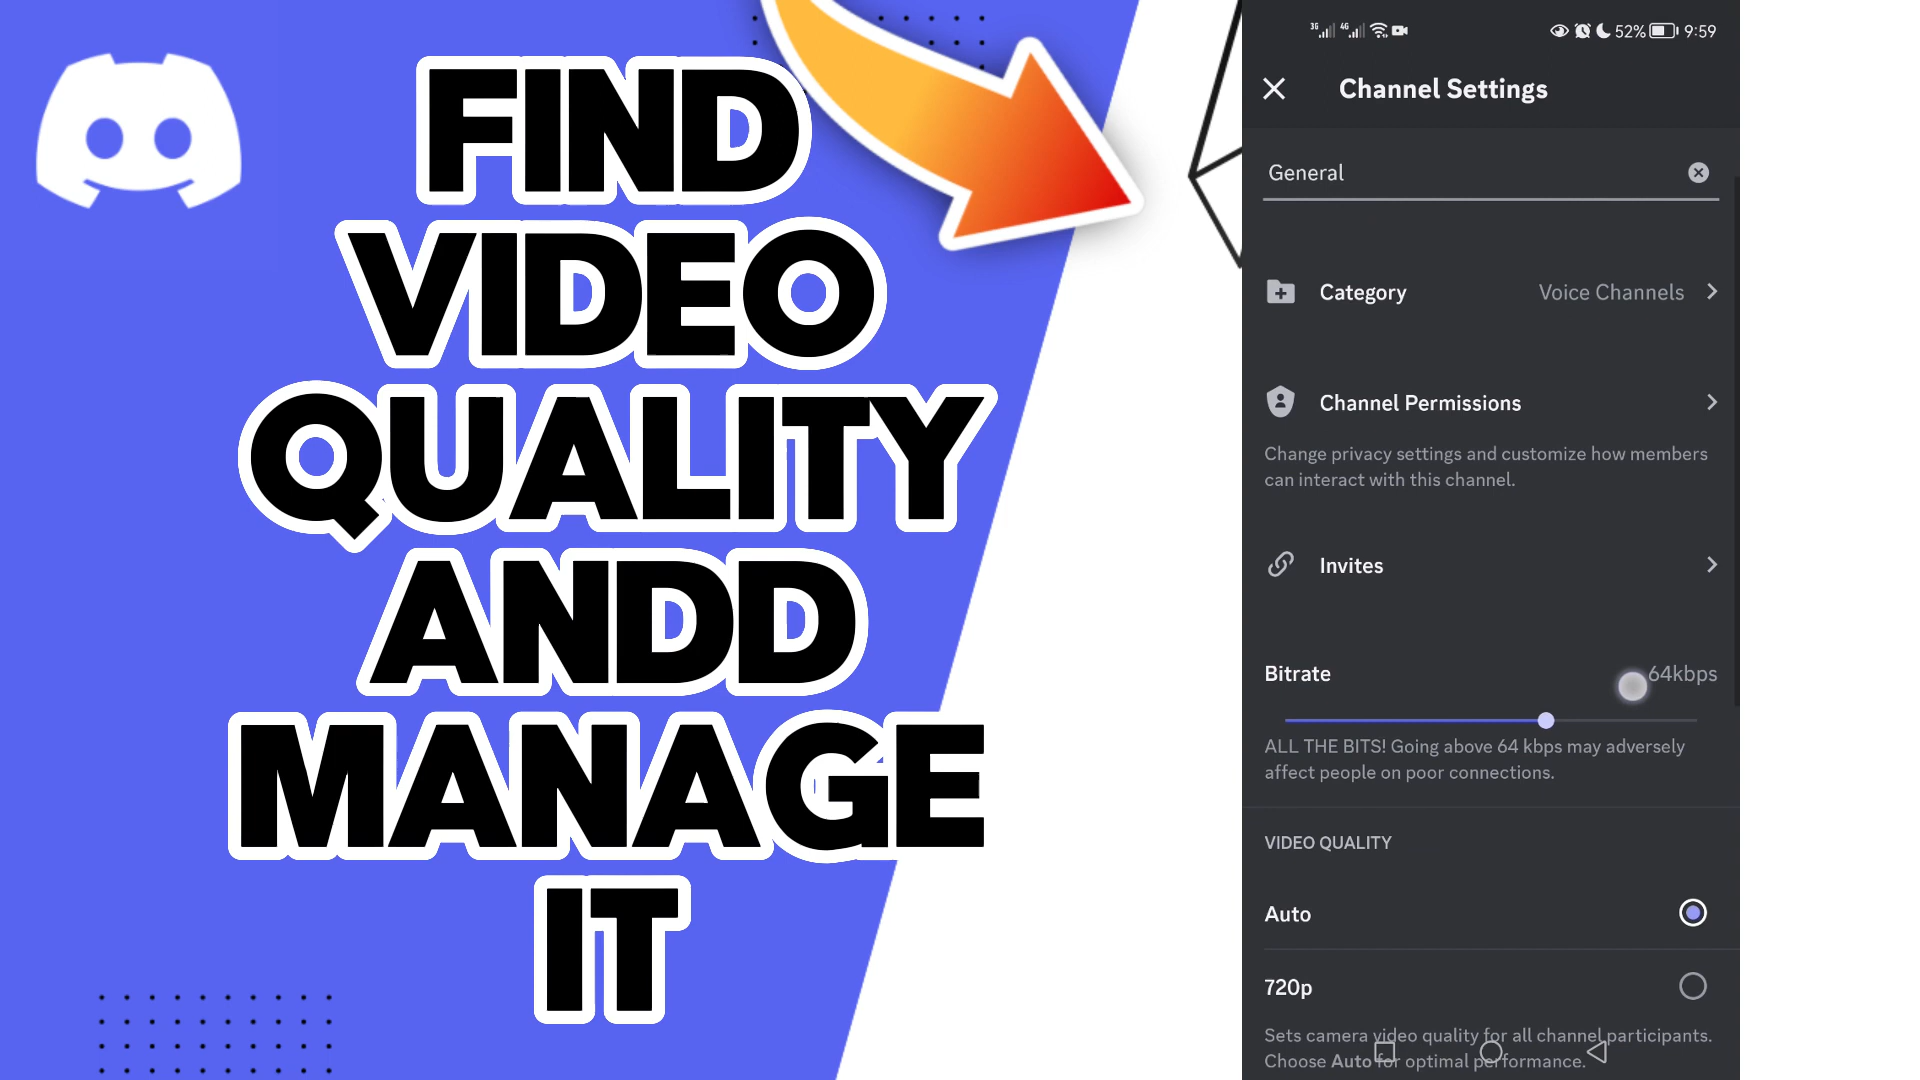 FIND
VIDEO
QUALITY
ANDD
MANAGE
IT
3G 4G 52% 9:59
Channel Settings
General
Category Voice Channels
Channel Permissions
Change privacy settings and customize how members
can interact with this channel.
Invites
Bitrate 64kbps
ALL THE BITS! Going above 64 kbps may adversely
affect people on poor connections.
VIDEO QUALITY
Auto
720p
Sets camera video quality for all channel participants.
Choose Auto for optimal performance.